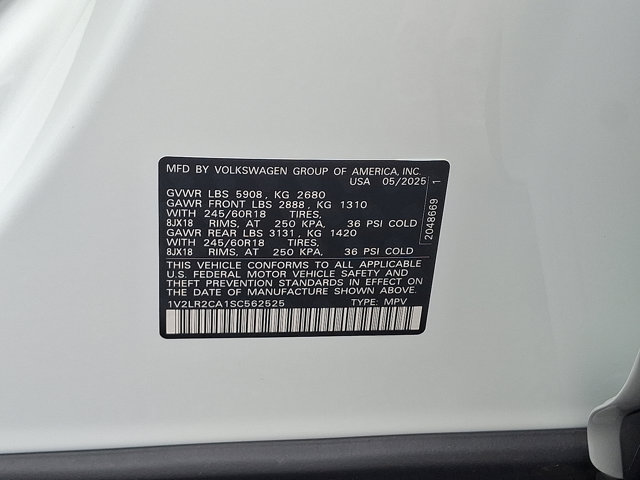 MFD BY VOLKSWAGEN GROUP OF AMERICA, INC.
USA 05/2025
GVWR LBS 5908, KG 2680
GAWR FRONT LBS 2888, KG 1310
WITH 245/60R18 TIRES,
8JX18 RIMS, AT 250 KPA, 36 PSI COLD
GAWR REAR LBS 3131, KG 1420
WITH 245/60R18 TIRES,
8JX18 RIMS, AT 250 KPA, 36 PSI COLD
THIS VEHICLE CONFORMS TO ALL APPLICABLE
U.S. FEDERAL MOTOR VEHICLE SAFETY AND
THEFT PREVENTION STANDARDS IN EFFECT ON
THE DATE OF MANUFACTURE SHOWN ABOVE.
1V2LR2CA1SC562525 TYPE: MPV
2048669 1